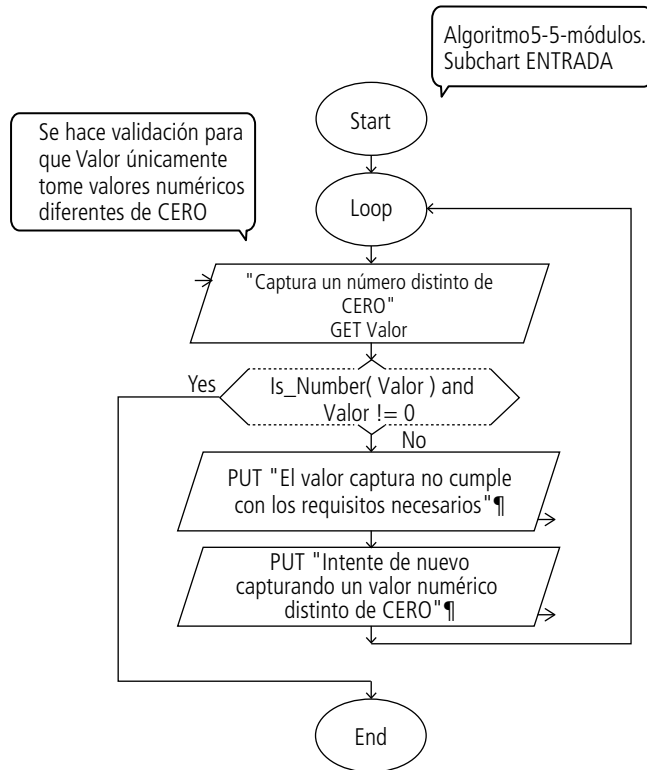 Algoritmo5-5-módulos.
Subchart ENTRADA
Start
Se hace validación para
que Valor únicamente
tome valores numéricos
diferentes de CERO
Loop
"Captura un número distinto de
CERO"
GET Valor
Yes
Is_Number( Valor ) and
Valor != 0
No
PUT "El valor captura no cumple
con los requisitos necesarios"¶
PUT "Intente de nuevo
capturando un valor numérico
distinto de CERO"¶
End